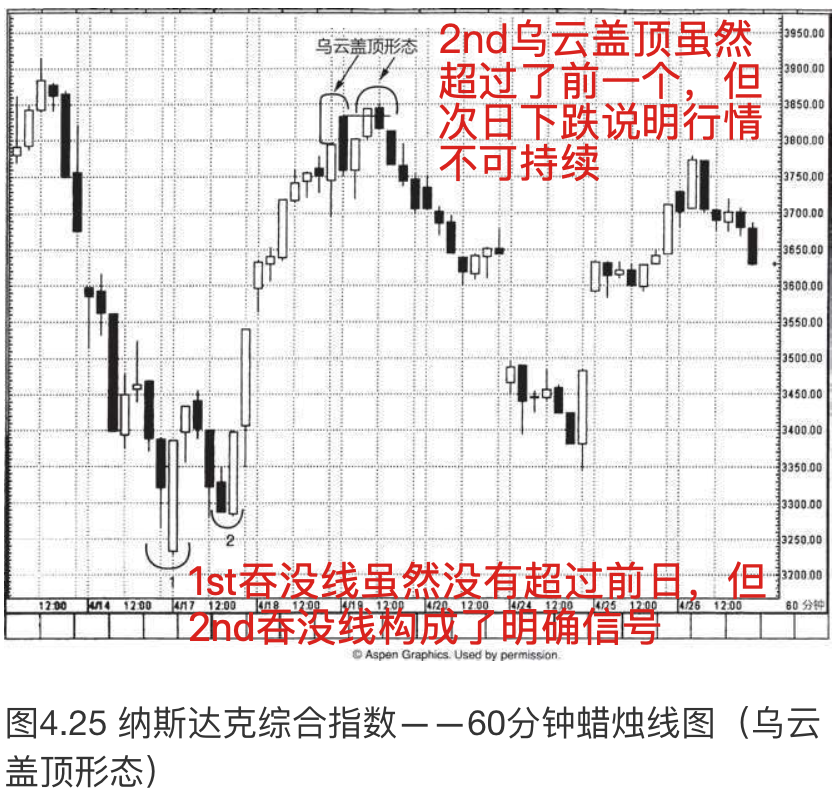 乌云盖顶形态
2nd乌云盖顶虽然
超过了前一个，但
次日下跌说明行情
不可持续
3950.00
3900.00
3850.00
3800.00
3750.00
3700.00
3650.00
3600.00
3550.00
3500.00
3450.00
3400.00
3350.00
3300.00
3250.00
3200.00
2
1
1st吞没线虽然没有超过前日，但
12:00 4/14 12:00 4/17 12:00 4/18 12:00 4/19 12:00 4/20 12:00 4/24 12:00 4/25 12:00 4/26 12:00 60 分钟
2nd吞没线构成了明确信号
© Aspen Graphics. Used by permission.
图4.25 纳斯达克综合指数——60分钟蜡烛线图（乌云
盖顶形态）